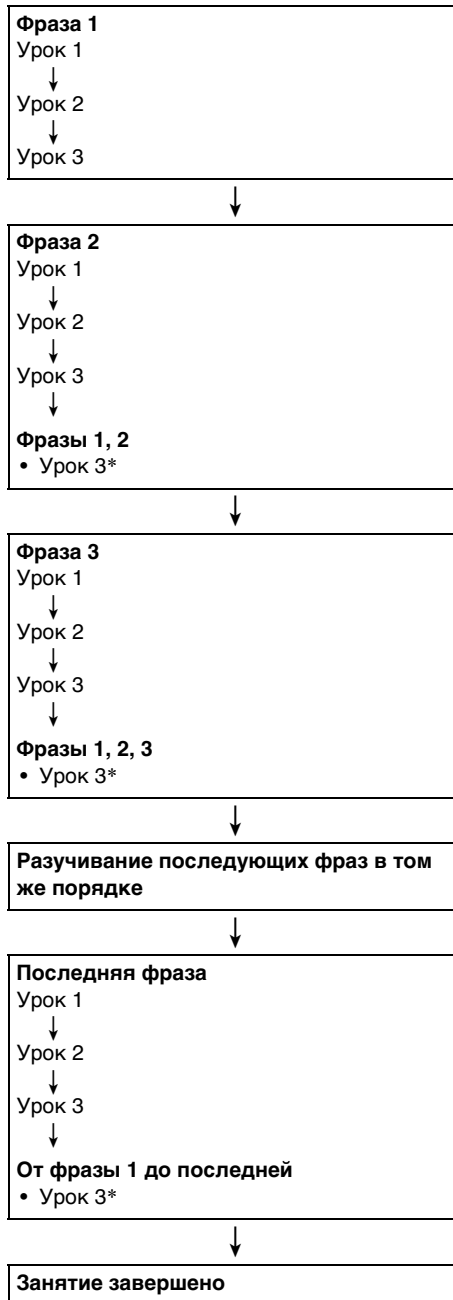 Фраза 1
Урок 1
Урок 2
Урок 3
Фраза 2
Урок 1
Урок 2
Урок 3
Фразы 1, 2
• Урок 3*
Фраза 3
Урок 1
Урок 2
Урок 3
Фразы 1, 2, 3
• Урок 3*
Разучивание последующих фраз в том
же порядке
Последняя фраза
Урок 1
Урок 2
Урок 3
От фразы 1 до последней
• Урок 3*
Занятие завершено